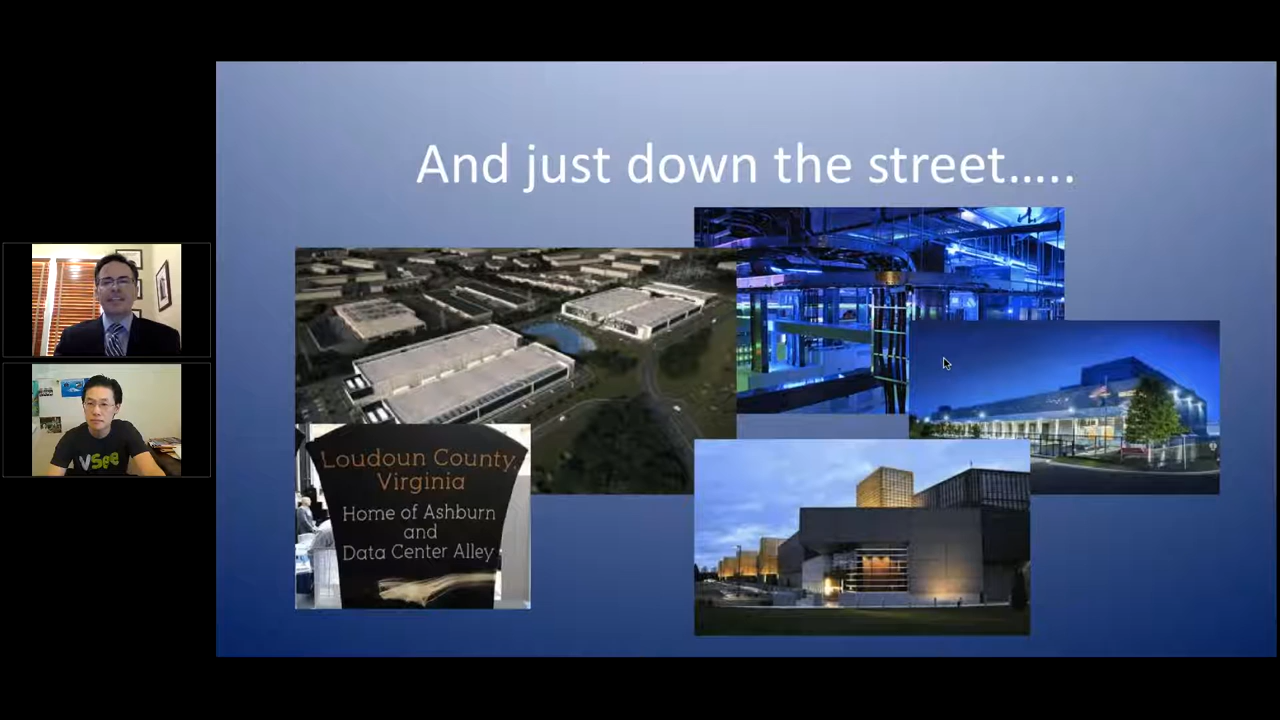 And just down the street.....
Loudoun County,
Virginia
Home of Ashburn
and
Data Center Alley
vsee